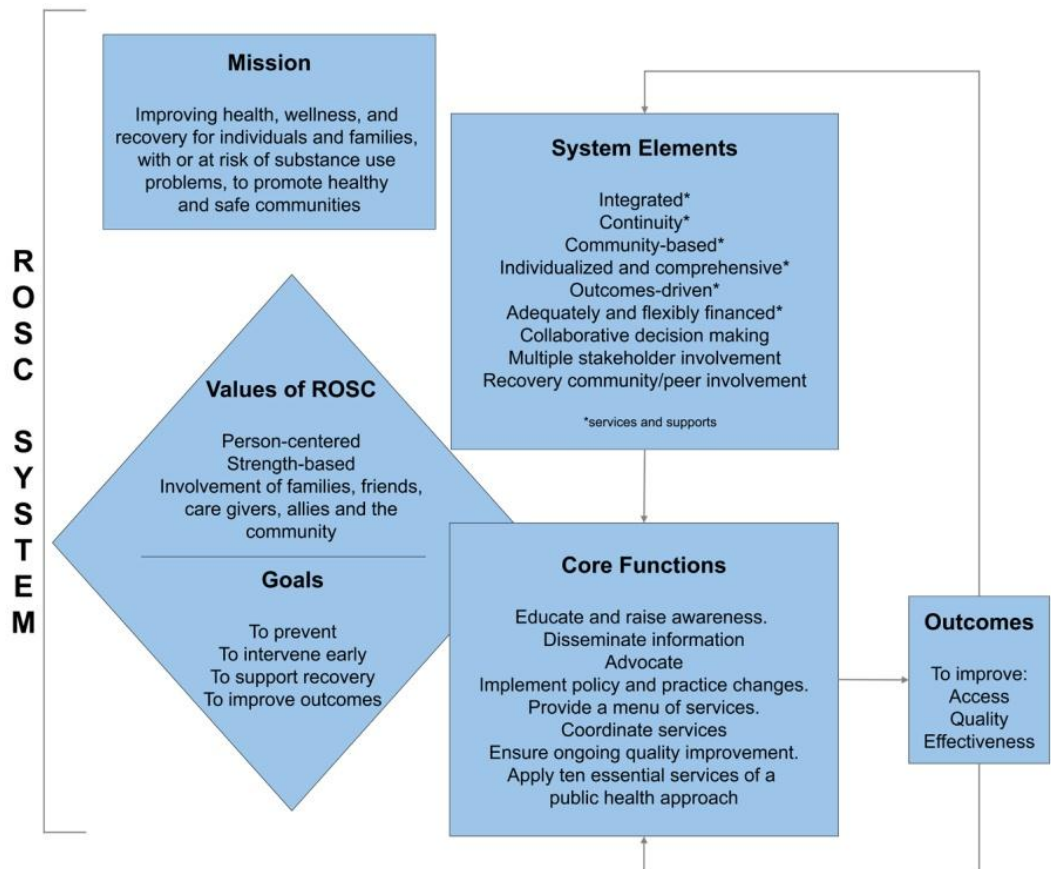 ROSC SYSTEM
Mission
Improving health, wellness, and
recovery for individuals and families,
with or at risk of substance use
problems, to promote healthy
and safe communities
System Elements
Integrated*
Continuity*
Community-based*
Individualized and comprehensive*
Outcomes-driven*
Adequately and flexibly financed*
Collaborative decision making
Multiple stakeholder involvement
Recovery community/peer involvement
*services and supports
Values of ROSC
Person-centered
Strength-based
Involvement of families, friends,
care givers, allies and the
community
Goals
To prevent
To intervene early
To support recovery
To improve outcomes
Core Functions
Educate and raise awareness.
Disseminate information
Advocate
Implement policy and practice changes.
Provide a menu of services.
Coordinate services
Ensure ongoing quality improvement.
Apply ten essential services of a
public health approach
Outcomes
To improve:
Access
Quality
Effectiveness